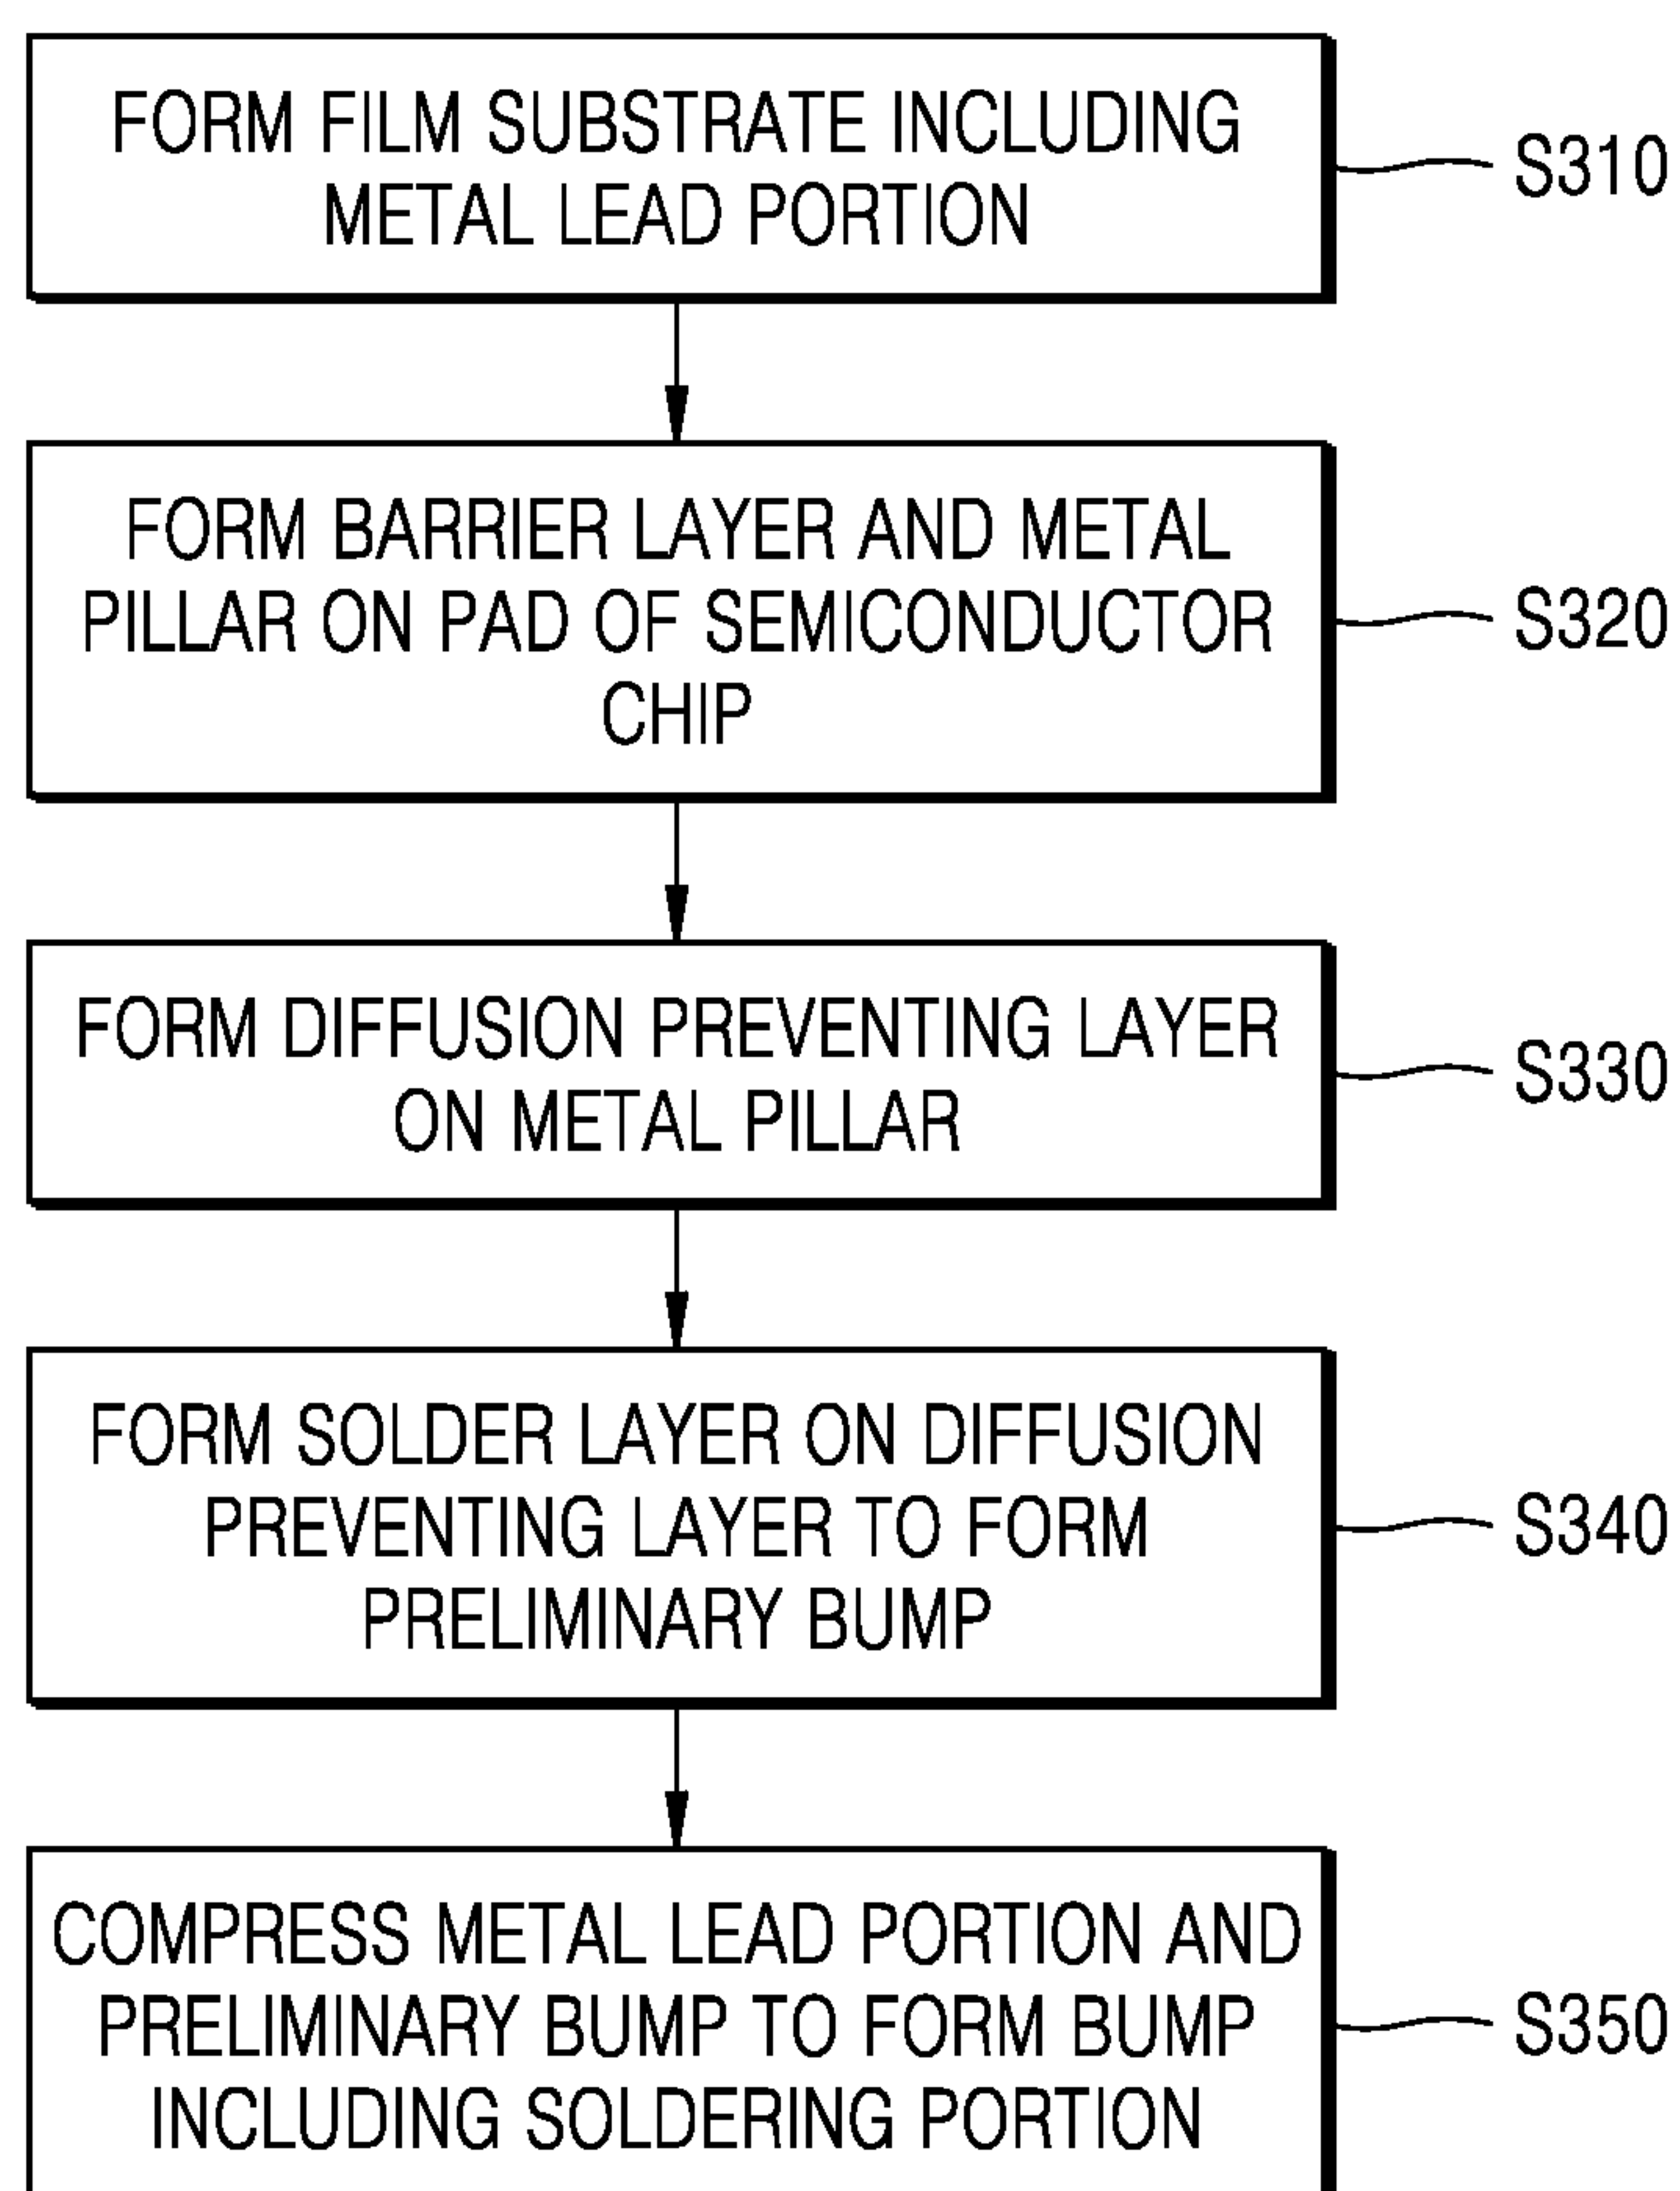 FORM FILM SUBSTRATE INCLUDING
METAL LEAD PORTION
S310
FORM BARRIER LAYER AND METAL
PILLAR ON PAD OF SEMICONDUCTOR
CHIP
S320
FORM DIFFUSION PREVENTING LAYER
ON METAL PILLAR
S330
FORM SOLDER LAYER ON DIFFUSION
PREVENTING LAYER TO FORM
PRELIMINARY BUMP
S340
COMPRESS METAL LEAD PORTION AND
PRELIMINARY BUMP TO FORM BUMP
INCLUDING SOLDERING PORTION
S350